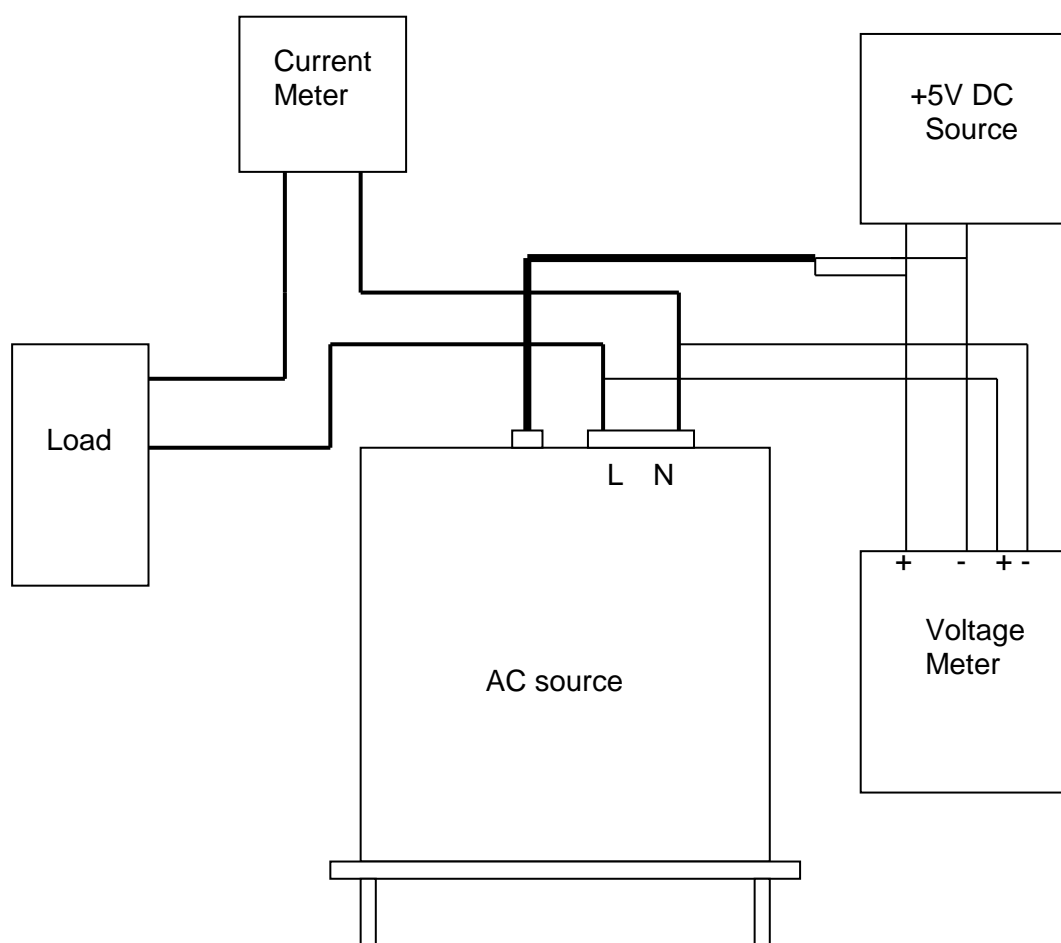 Current
Meter
+5V DC
Source
Load
L N
+ - + -
Voltage
Meter
AC source